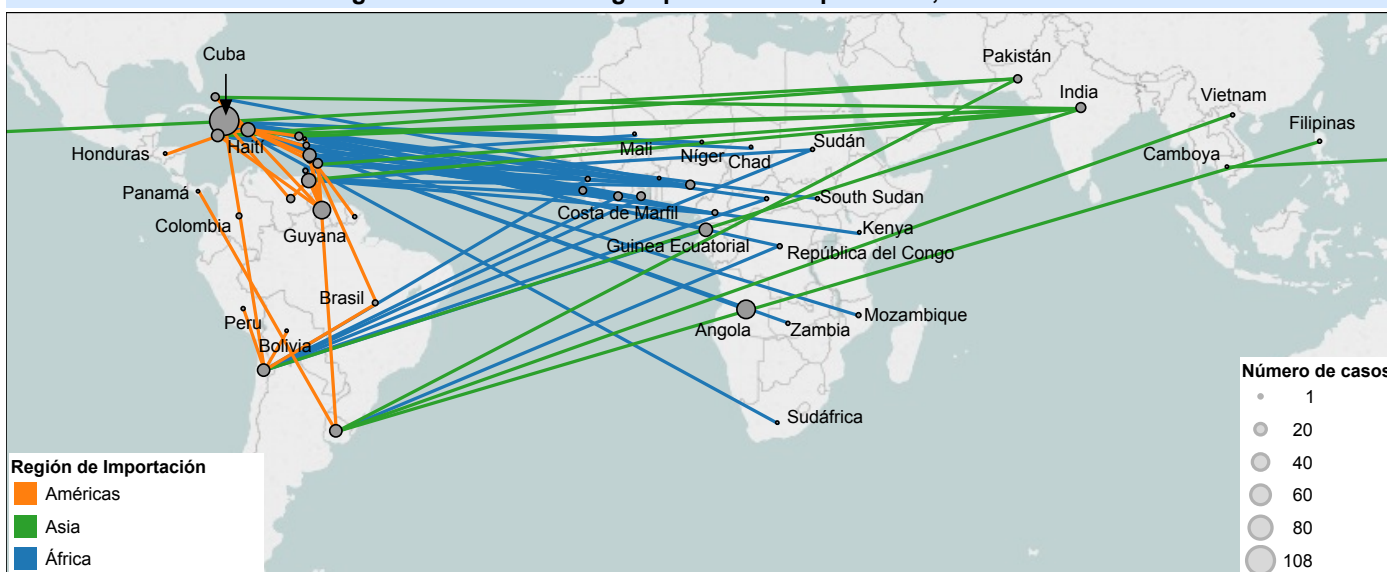 Cuba
Pakistán
India
Vietnam
Filipinas
Honduras
Haití
Mali
Níger
Chad
Sudán
Camboya
Panamá
Colombia
Guyana
Costa de Marfil
South Sudan
Guinea Ecuatorial
Kenya
República del Congo
Brasil
Peru
Bolivia
Angola
Zambia
Mozambique
Sudáfrica
Región de Importación
Américas
Asia
África
Número de casos
1
20
40
60
80
108